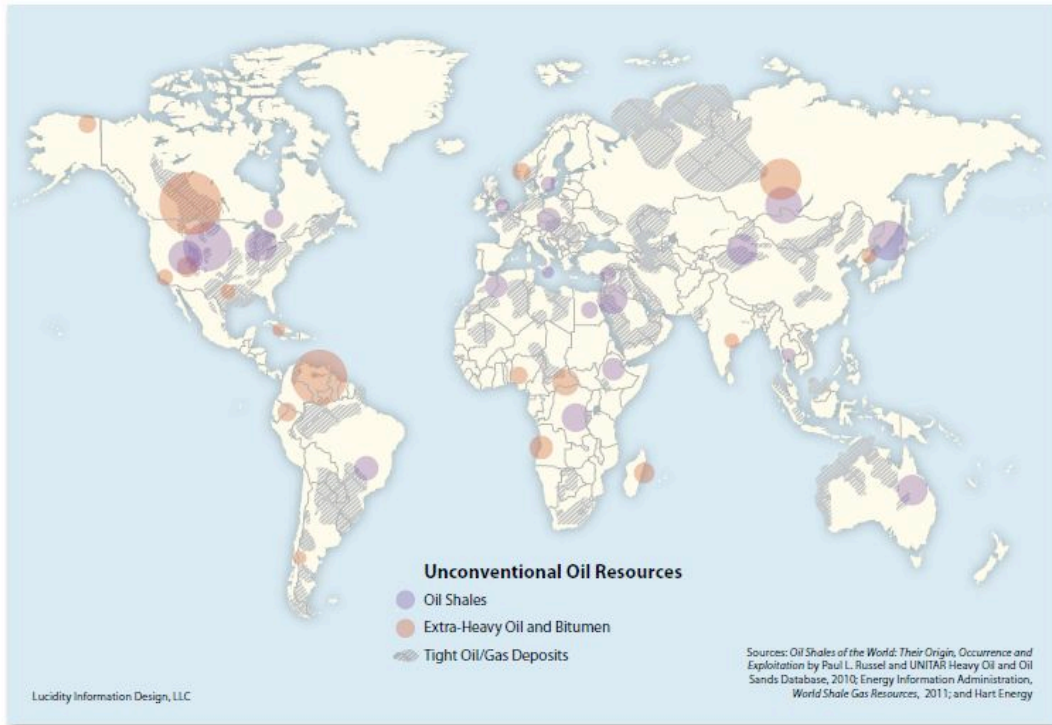 Unconventional Oil Resources
Oil Shales
Extra-Heavy Oil and Bitumen
Tight Oil/Gas Deposits
Sources: Oil Shales of the World: Their Origin, Occurrence and
Exploitation by Paul L. Russel and UNITAR Heavy Oil and Oil
Sands Database, 2010; Energy Information Administration,
World Shale Gas Resources, 2011; and Hart Energy
Lucidity Information Design, LLC